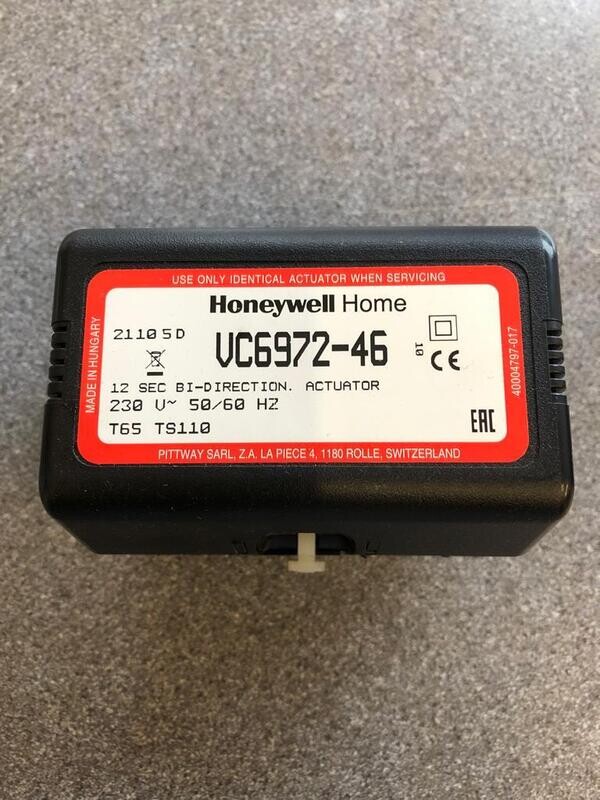 USE ONLY IDENTICAL ACTUATOR WHEN SERVICING
Honeywell Home
MADE IN HUNGARY
21105D
VC6972-46
10
CE
40004797-017
12 SEC BI-DIRECTION. ACTUATOR
230 V~ 50/60 HZ
T65 TS110
EAC
PITTWAY SARL, Z.A. LA PIECE 4, 1180 ROLLE, SWITZERLAND